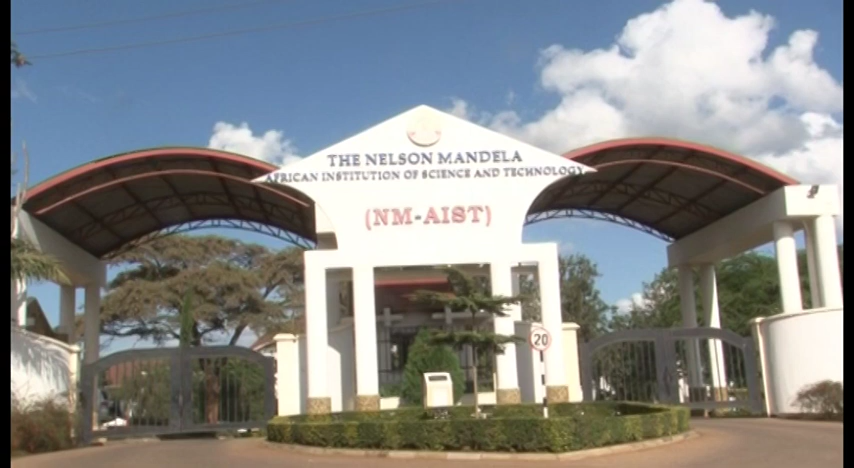 THE NELSON MANDELA
AFRICAN INSTITUTION OF SCIENCE AND TECHNOLOGY
(NM-AIST)
20